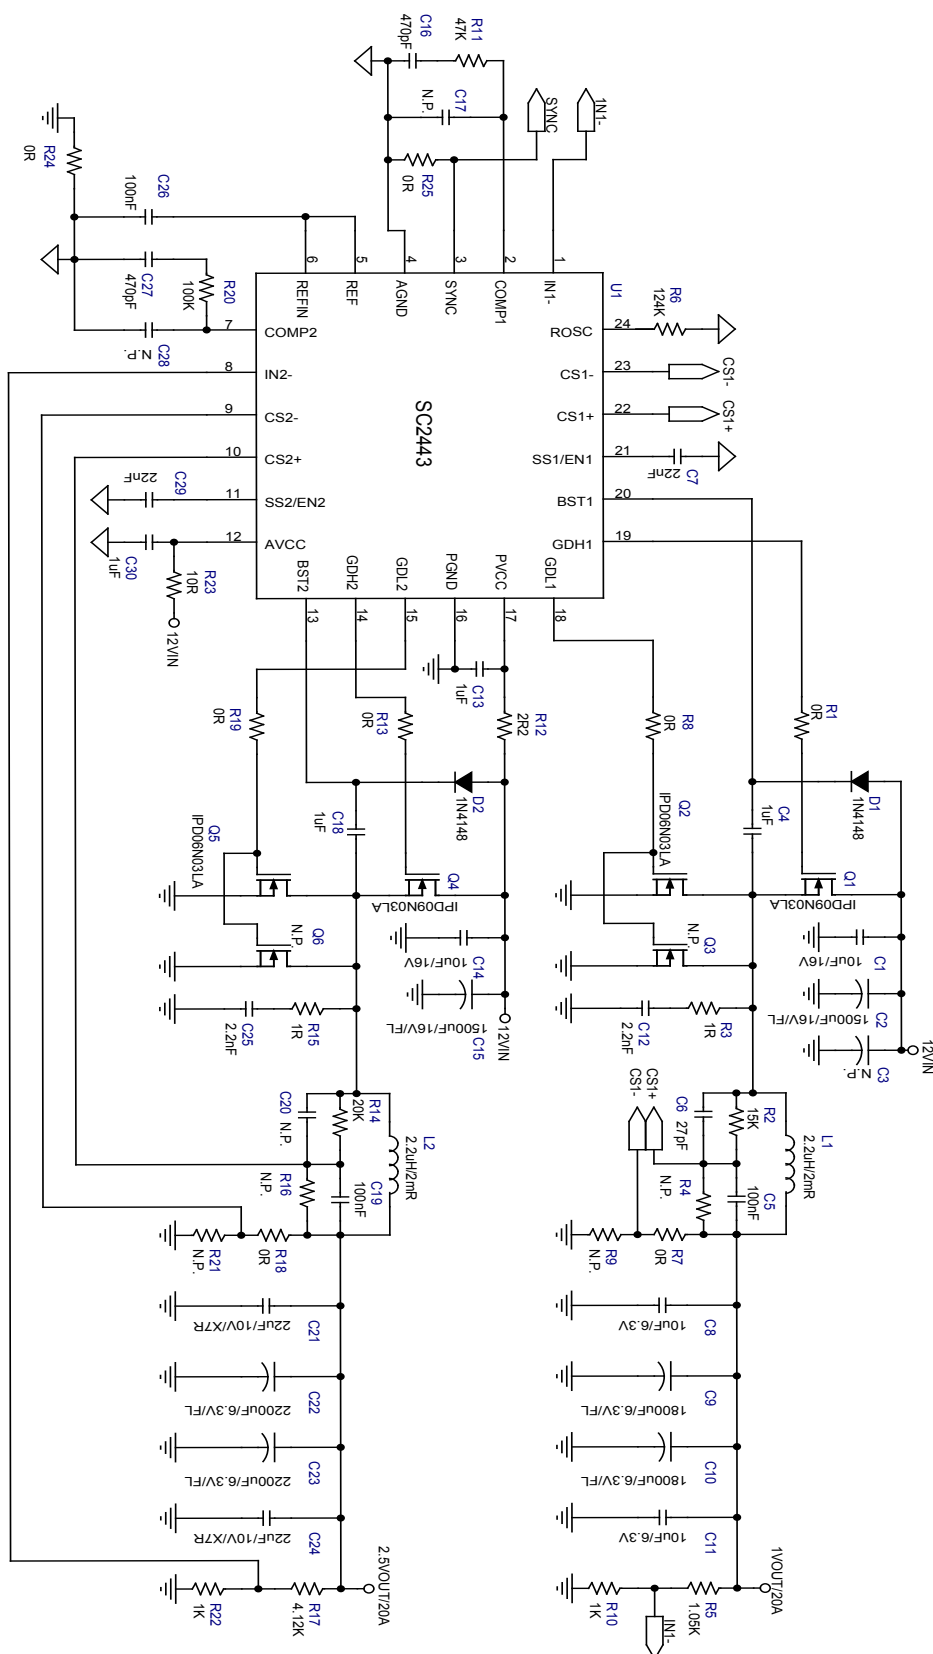 C16
470pF
R11
47K
C17
N.P.
SYNC
1N1-
R25
0R
R24
0R
C26
100nF
C27
470pF
R20
100K
C28
N.P.
6
5
4
3
2
1
REFIN
REF
AGND
SYNC
COMP1
IN1-
U1
SC2443
7
COMP2
8
IN2-
9
CS2-
10
CS2+
11
SS2/EN2
12
AVCC
ROSC
24
CS1-
23
CS1+
22
SS1/EN1
21
BST1
20
GDH1
19
BST2
GDH2
GDL2
PGND
PVCC
GDL1
13
14
15
16
17
18
R6
124K
CS1-
CS1+
C7
22nF
C29
22nF
C30
1uF
R23
10R
12VIN
C13
1uF
R19
0R
R13
0R
R12
2R2
R8
0R
R1
0R
D2
1N4148
C18
1uF
D1
1N4148
C4
1uF
Q5
IPD06N03LA
Q4
IPD09N03LA
Q2
IPD06N03LA
Q1
IPD09N03LA
Q6
N.P.
Q3
N.P.
C14
10uF/16V
C15
1500uF/16V/FL
12VIN
C1
10uF/16V
C2
1500uF/16V/FL
C3
N.P.
12VIN
C25
2.2nF
R15
1R
C12
2.2nF
R3
1R
CS1+
CS1-
C20
N.P.
R14
20K
L2
2.2uH/2mR
R16
N.P.
C19
100nF
R21
N.P.
R18
0R
C6
27pF
R2
15K
L1
2.2uH/2mR
R4
N.P.
C5
100nF
R9
N.P.
R7
0R
C21
22uF/10V/X7R
C22
2200uF/6.3V/FL
C23
2200uF/6.3V/FL
C24
22uF/10V/X7R
C8
10uF/6.3V
C9
1800uF/6.3V/FL
C10
1800uF/6.3V/FL
C11
10uF/6.3V
R22
1K
R17
4.12K
2.5VOUT/20A
R10
1K
R5
1.05K
IN1-
1VOUT/20A